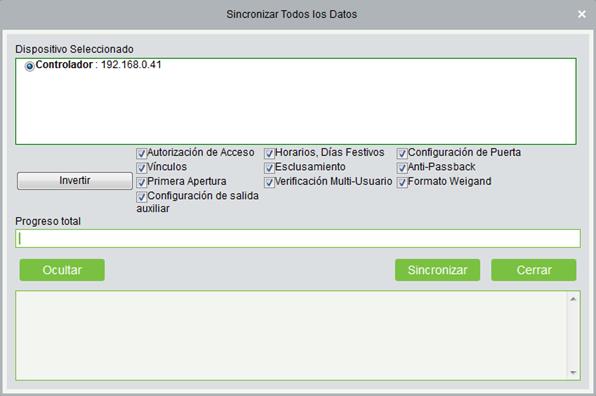 Sincronizar Todos los Datos
Dispositivo Seleccionado
Controlador : 192.168.0.41
Autorización de Acceso Horarios, Días Festivos Configuración de Puerta
Vínculos Esclusamiento Anti-Passback
Invertir Primera Apertura Verificación Multi-Usuario Formato Weigand
Configuración de salida
auxiliar
Progreso total
Ocultar Sincronizar Cerrar